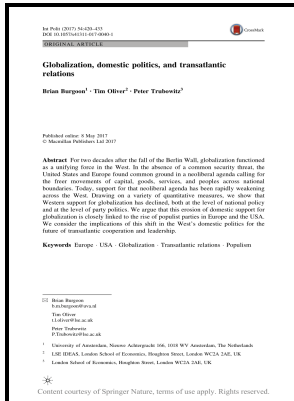 Int Polit (2017) 54:420–433
DOI 10.1057/s41311-017-0040-1
CrossMark
ORIGINAL ARTICLE
Globalization, domestic politics, and transatlantic
relations
Brian Burgoon1 · Tim Oliver2 · Peter Trubowitz3
Published online: 8 May 2017
© Macmillan Publishers Ltd 2017
Abstract For two decades after the fall of the Berlin Wall, globalization functioned
as a unifying force in the West. In the absence of a common security threat, the
United States and Europe found common ground in a neoliberal agenda calling for
the freer movements of capital, goods, services, and peoples across national
boundaries. Today, support for that neoliberal agenda has been rapidly weakening
across the West. Drawing on a variety of quantitative measures, we show that
Western support for globalization has declined, both at the level of national policy
and at the level of party politics. We argue that this erosion of domestic support for
globalization is closely linked to the rise of populist parties in Europe and the USA.
We consider the implications of this shift in the West's domestic politics for the
future of transatlantic cooperation and leadership.
Keywords Europe · USA · Globalization · Transatlantic relations · Populism
Brian Burgoon
b.m.burgoon@uva.nl
Tim Oliver
t.l.oliver@lse.ac.uk
Peter Trubowitz
P.Trubowitz@lse.ac.uk
1 University of Amsterdam, Nieuwe Achtergracht 166, 1018 WV Amsterdam, The Netherlands
2 LSE IDEAS, London School of Economics, Houghton Street, London WC2A 2AE, UK
3 London School of Economics, Houghton Street, London WC2A 2AE, UK
Content courtesy of Springer Nature, terms of use apply. Rights reserved.